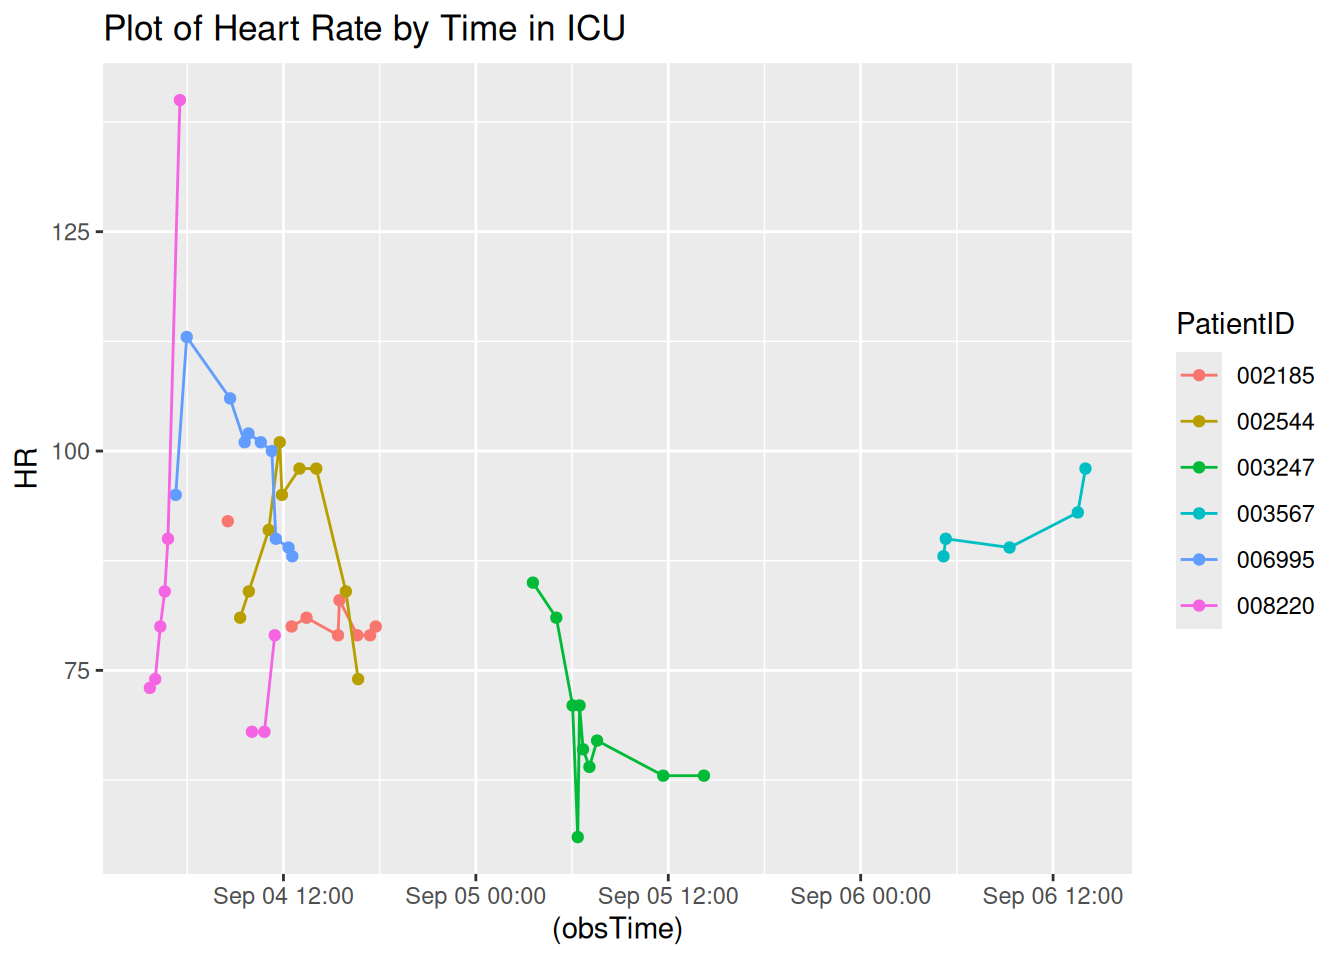 Plot of Heart Rate by Time in ICU
125
100
75
HR
Sep 04 12:00 Sep 05 00:00 Sep 05 12:00 Sep 06 00:00 Sep 06 12:00
(obsTime)
PatientID
002185
002544
003247
003567
006995
008220